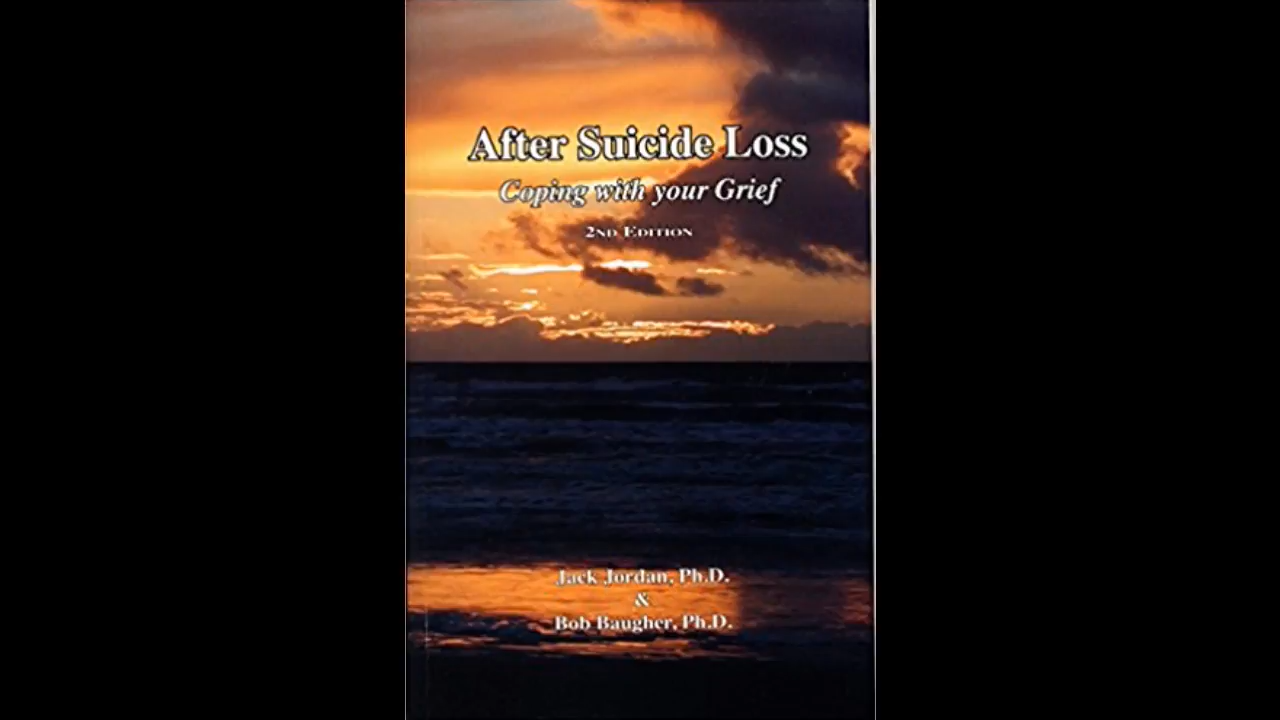 After Suicide Loss
Coping with your Grief
2ND EDITION
Jack Jordan, Ph.D.
&
Bob Baugher, Ph.D.